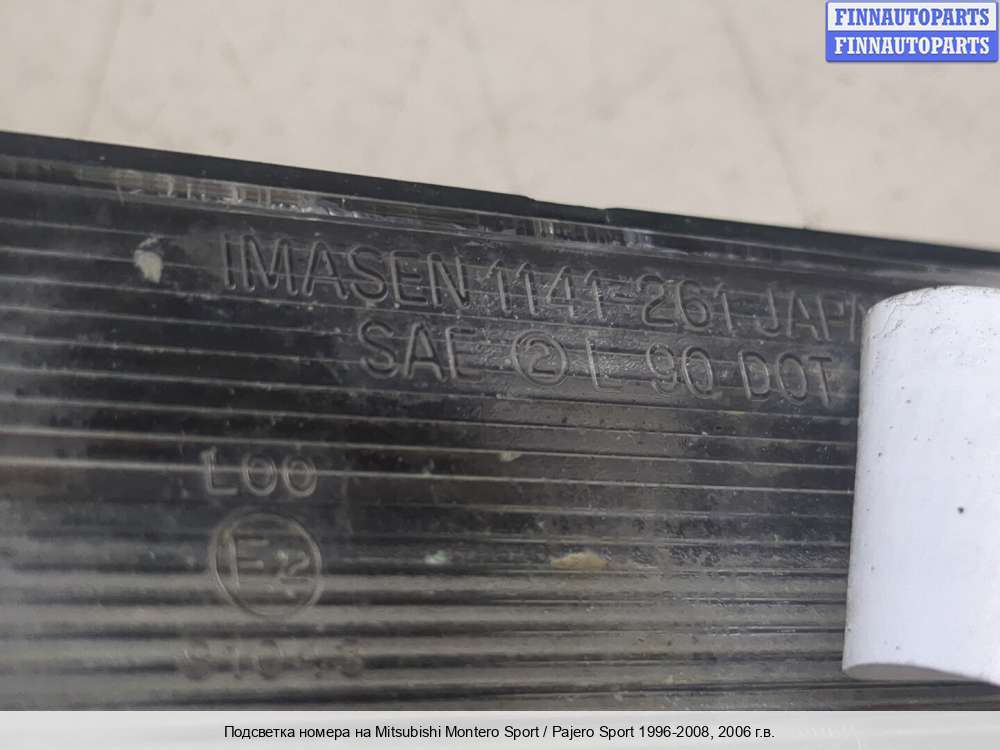 FINNAUTOPARTS
FINNAUTOPARTS
IMASEN 1141-261 JAPA
SAE ② L 90 DOT
L00
E2
Подсветка номера на Mitsubishi Montero Sport / Pajero Sport 1996-2008, 2006 г.в.